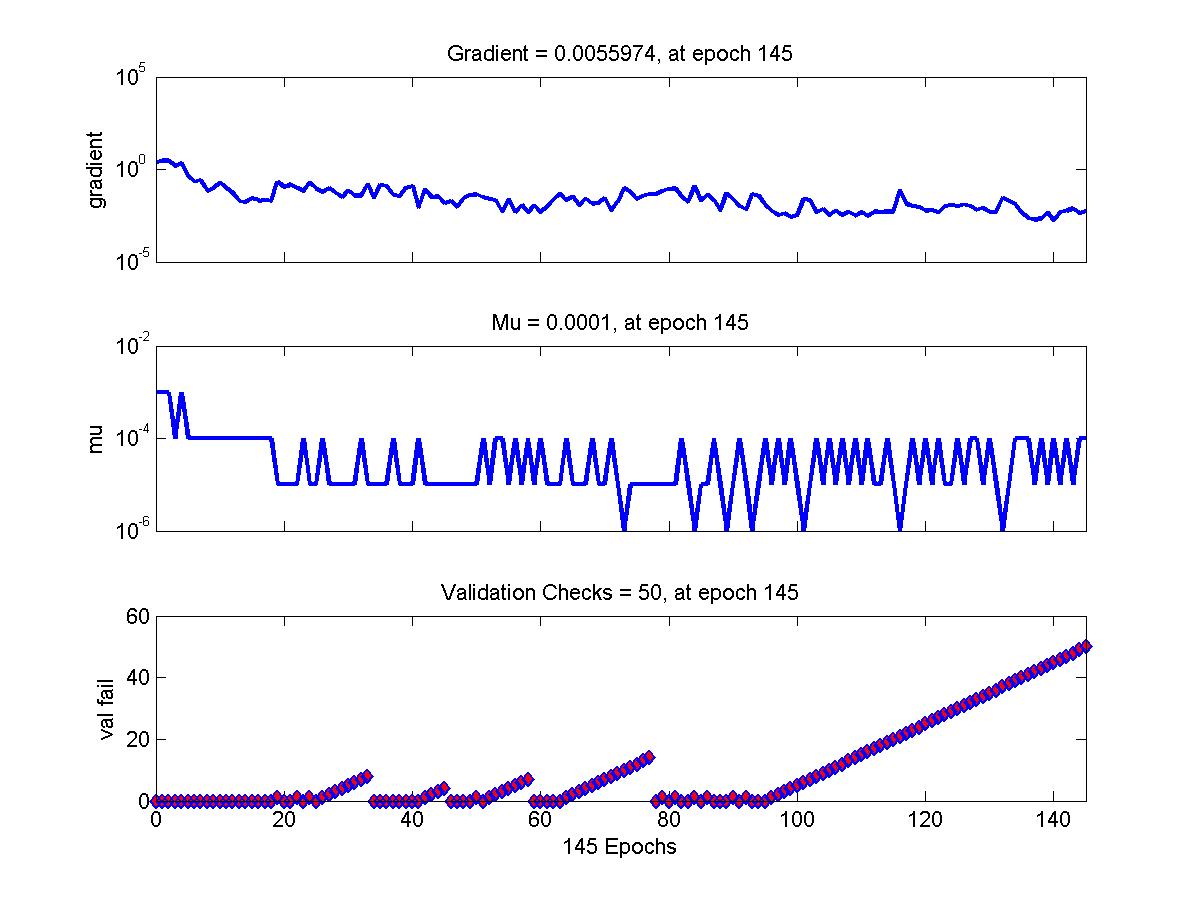 Gradient = 0.0055974, at epoch 145
10^5
10^0
10^-5
gradient
Mu = 0.0001, at epoch 145
10^-2
10^-4
10^-6
mu
Validation Checks = 50, at epoch 145
60
40
20
0
val fail
0 20 40 60 80 100 120 140
145 Epochs